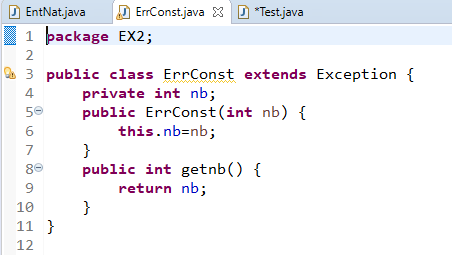 EntNat.java ErrConst.java *Test.java
1 package EX2;
2
3 public class ErrConst extends Exception {
4 private int nb;
5 public ErrConst(int nb) {
6 this.nb=nb;
7 }
8 public int getnb() {
9 return nb;
10 }
11 }
12